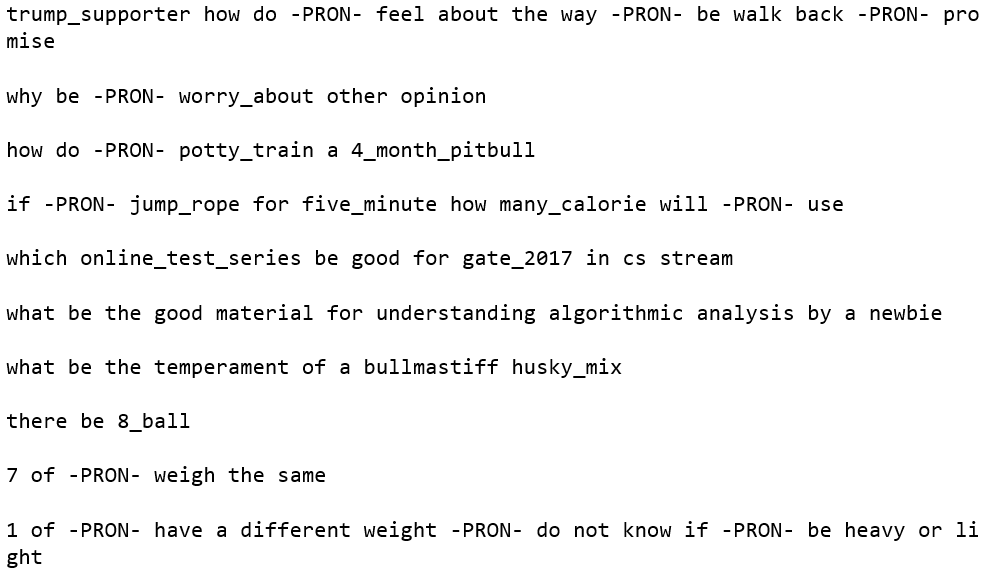 trump_supporter how do -PRON- feel about the way -PRON- be walk back -PRON- pro
mise
why be -PRON- worry_about other opinion
how do -PRON- potty_train a 4_month_pitbull
if -PRON- jump_rope for five_minute how many_calorie will -PRON- use
which online_test_series be good for gate_2017 in cs stream
what be the good material for understanding algorithmic analysis by a newbie
what be the temperament of a bullmastiff husky_mix
there be 8_ball
7 of -PRON- weigh the same
1 of -PRON- have a different weight -PRON- do not know if -PRON- be heavy or li
ght